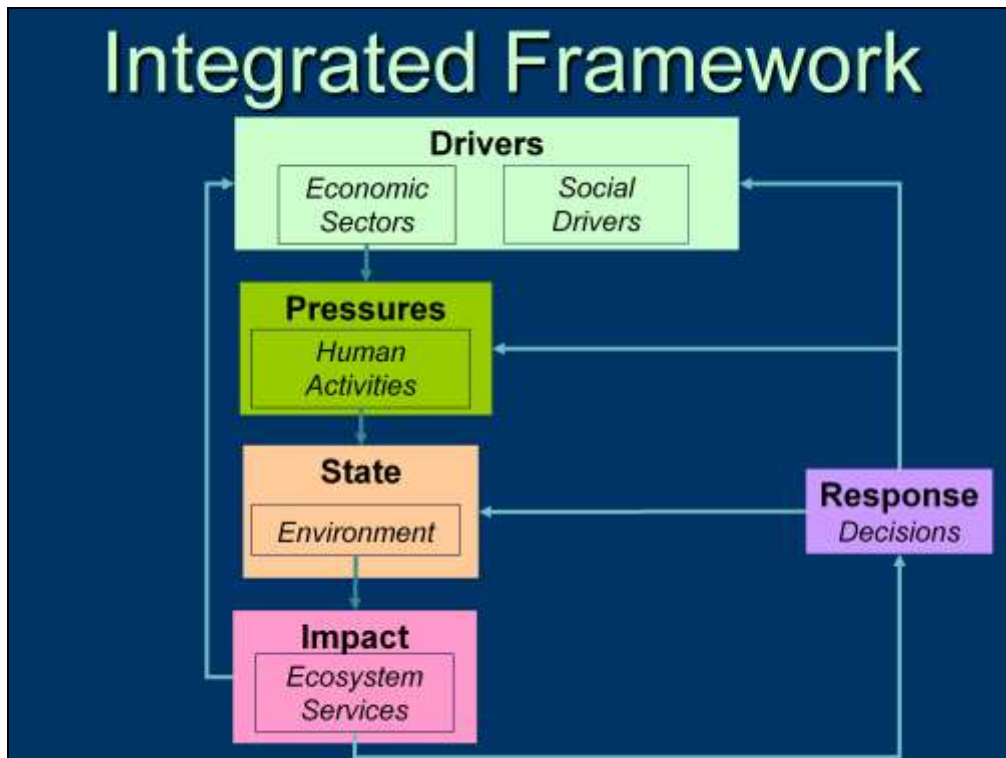 Integrated Framework
Drivers
Economic
Sectors
Social
Drivers
Pressures
Human
Activities
State
Environment
Response
Decisions
Impact
Ecosystem
Services